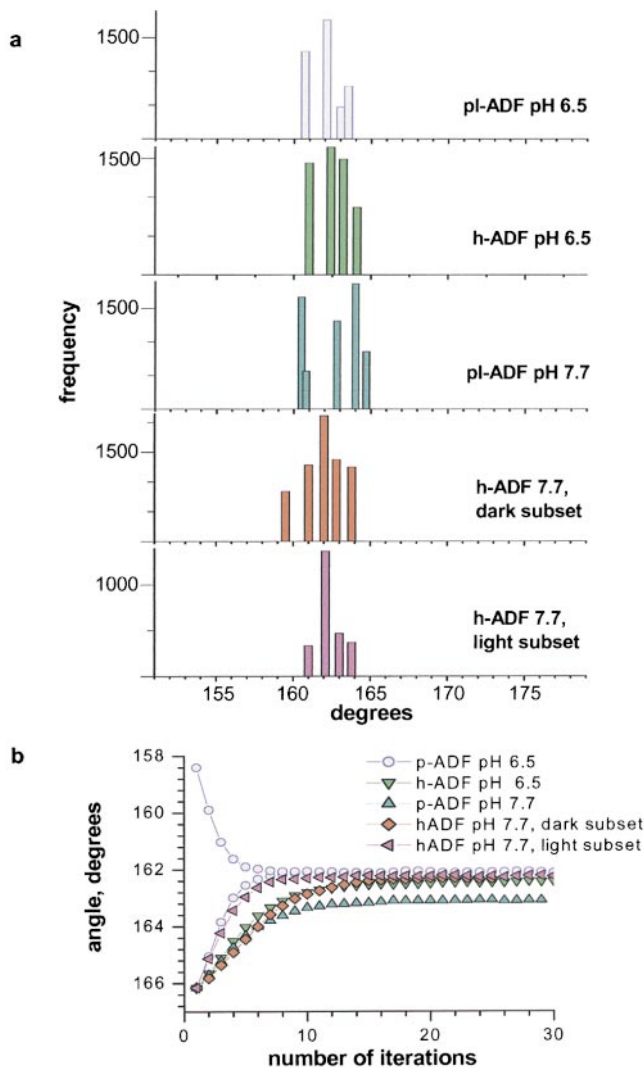 a
1500
pl-ADF pH 6.5
1500
h-ADF pH 6.5
1500
pl-ADF pH 7.7
frequency
1500
h-ADF 7.7,
dark subset
1000
h-ADF 7.7,
light subset
155 160 165 170 175
degrees
b
158
160
162
164
166
angle, degrees
p-ADF pH 6.5
h-ADF pH 6.5
p-ADF pH 7.7
hADF pH 7.7, dark subset
hADF pH 7.7, light subset
0 10 20 30
number of iterations